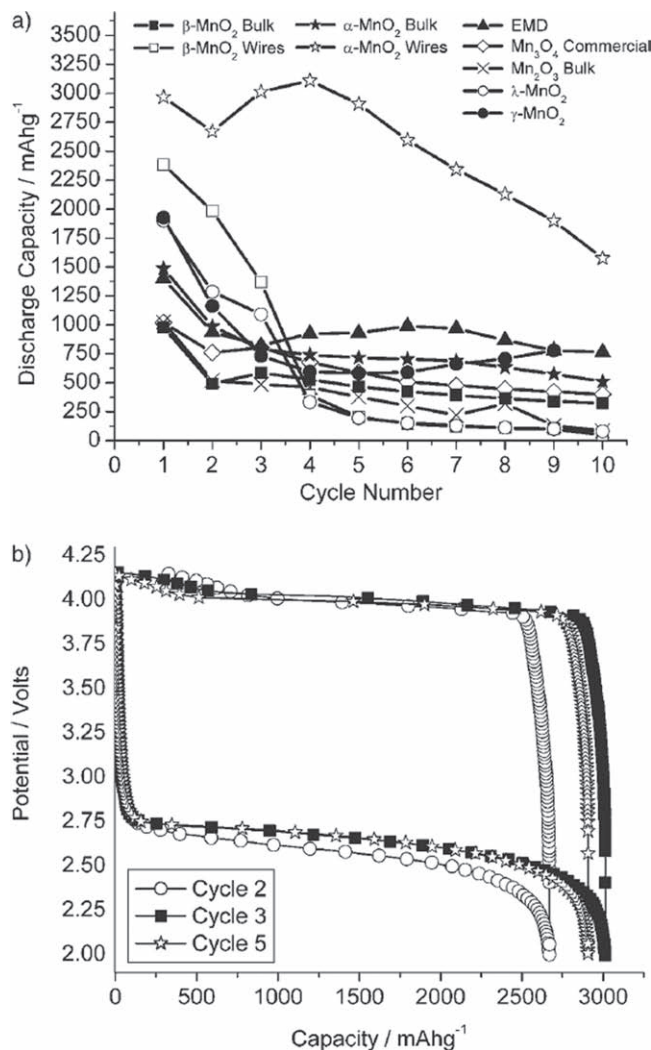 a)
β-MnO₂ Bulk
β-MnO₂ Wires
α-MnO₂ Bulk
α-MnO₂ Wires
EMD
Mn₃O₄ Commercial
Mn₂O₃ Bulk
λ-MnO₂
γ-MnO₂
Discharge Capacity / mAhg⁻¹
3500
3250
3000
2750
2500
2250
2000
1750
1500
1250
1000
750
500
250
0
0 1 2 3 4 5 6 7 8 9 10
Cycle Number
b)
Potential / Volts
4.25
4.00
3.75
3.50
3.25
3.00
2.75
2.50
2.25
2.00
Cycle 2
Cycle 3
Cycle 5
0 500 1000 1500 2000 2500 3000
Capacity / mAhg⁻¹